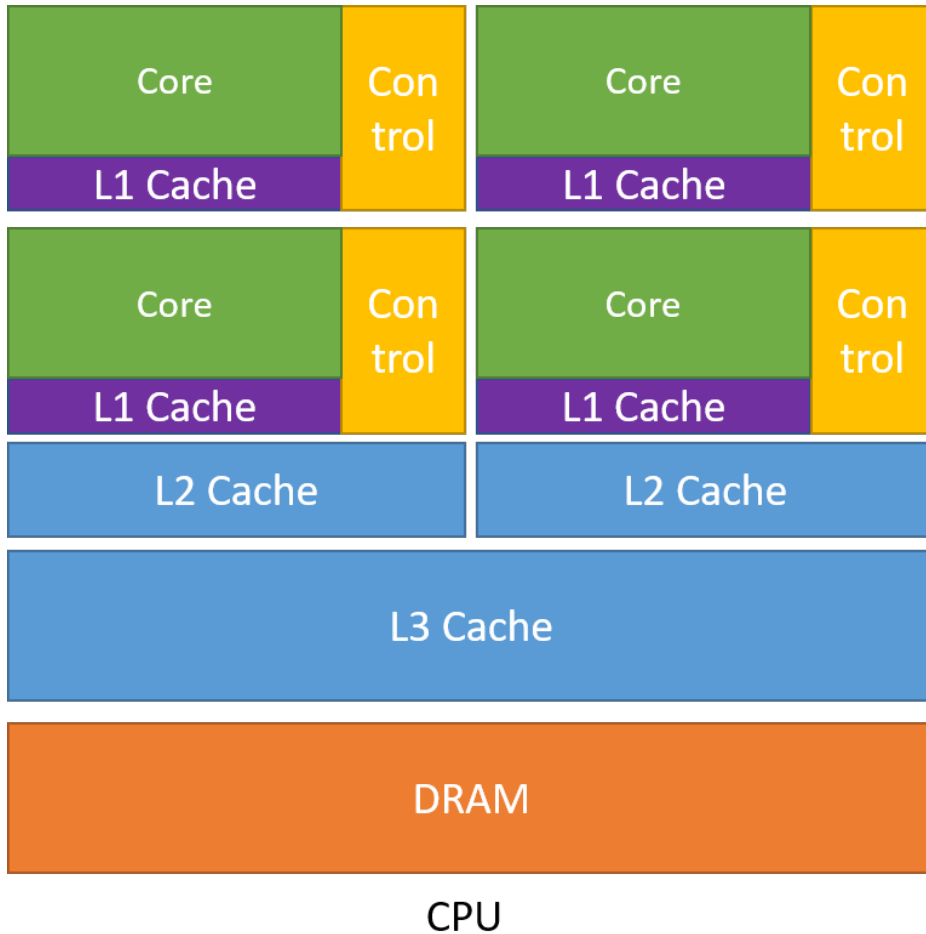 Core
Con
trol
L1 Cache
Core
Con
trol
L1 Cache
Core
Con
trol
L1 Cache
Core
Con
trol
L1 Cache
L2 Cache
L2 Cache
L3 Cache
DRAM
CPU